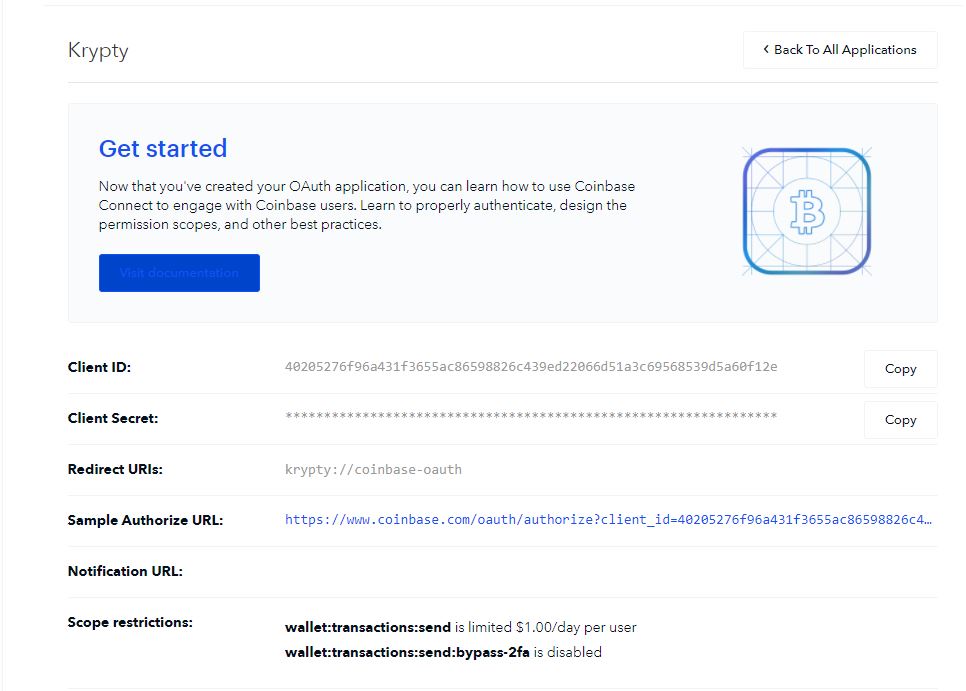 Krypty
Back To All Applications
Get started
Now that you've created your OAuth application, you can learn how to use Coinbase
Connect to engage with Coinbase users. Learn to properly authenticate, design the
permission scopes, and other best practices.
Visit documentation
Client ID: 40205276f96a431f3655ac86598826c439ed22066d51a3c69568539d5a60f12e Copy
Client Secret: **************************************************************** Copy
Redirect URIs: krypty://coinbase-oauth
Sample Authorize URL: https://www.coinbase.com/oauth/authorize?client_id=40205276f96a431f3655ac86598826c4…
Notification URL:
Scope restrictions: wallet:transactions:send is limited $1.00/day per user
wallet:transactions:send:bypass-2fa is disabled